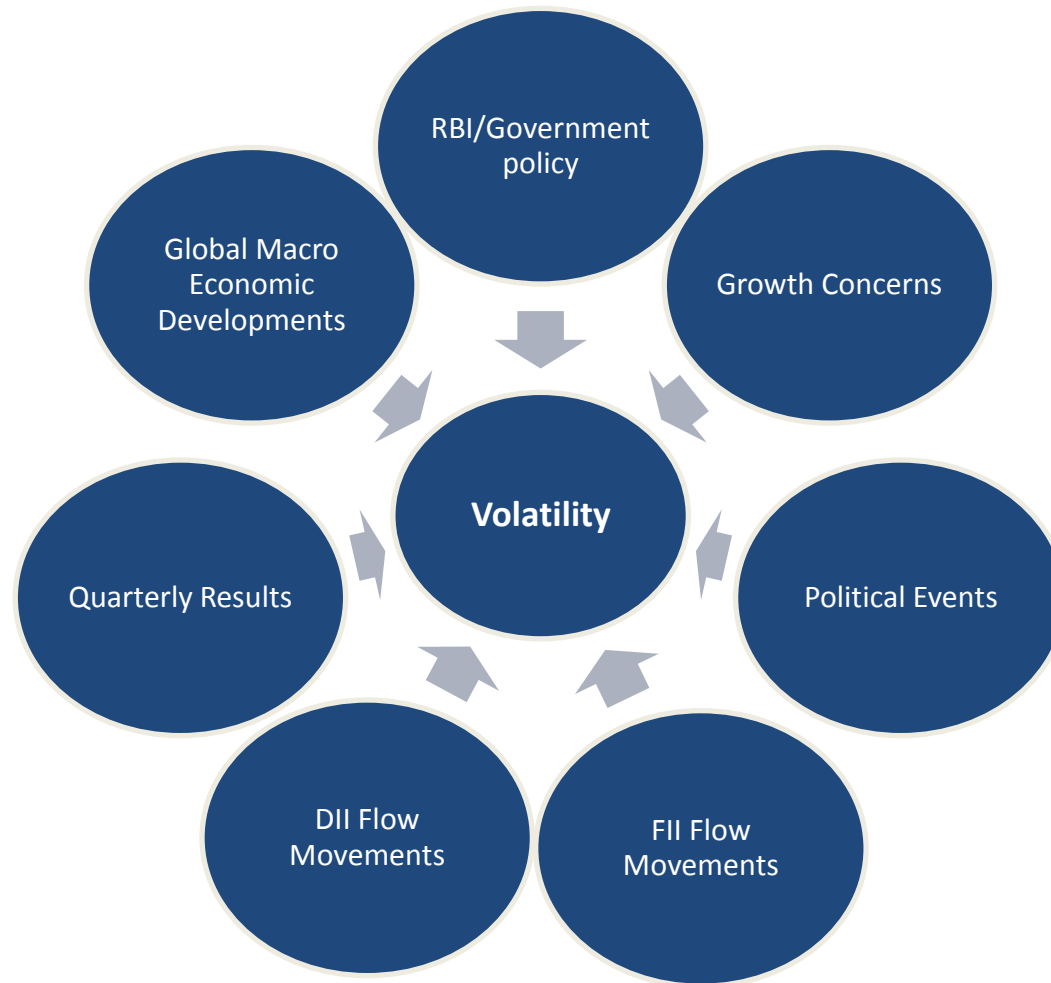 RBI/Government
policy
Global Macro
Economic
Developments
Growth Concerns
Volatility
Quarterly Results
Political Events
DII Flow
Movements
FII Flow
Movements